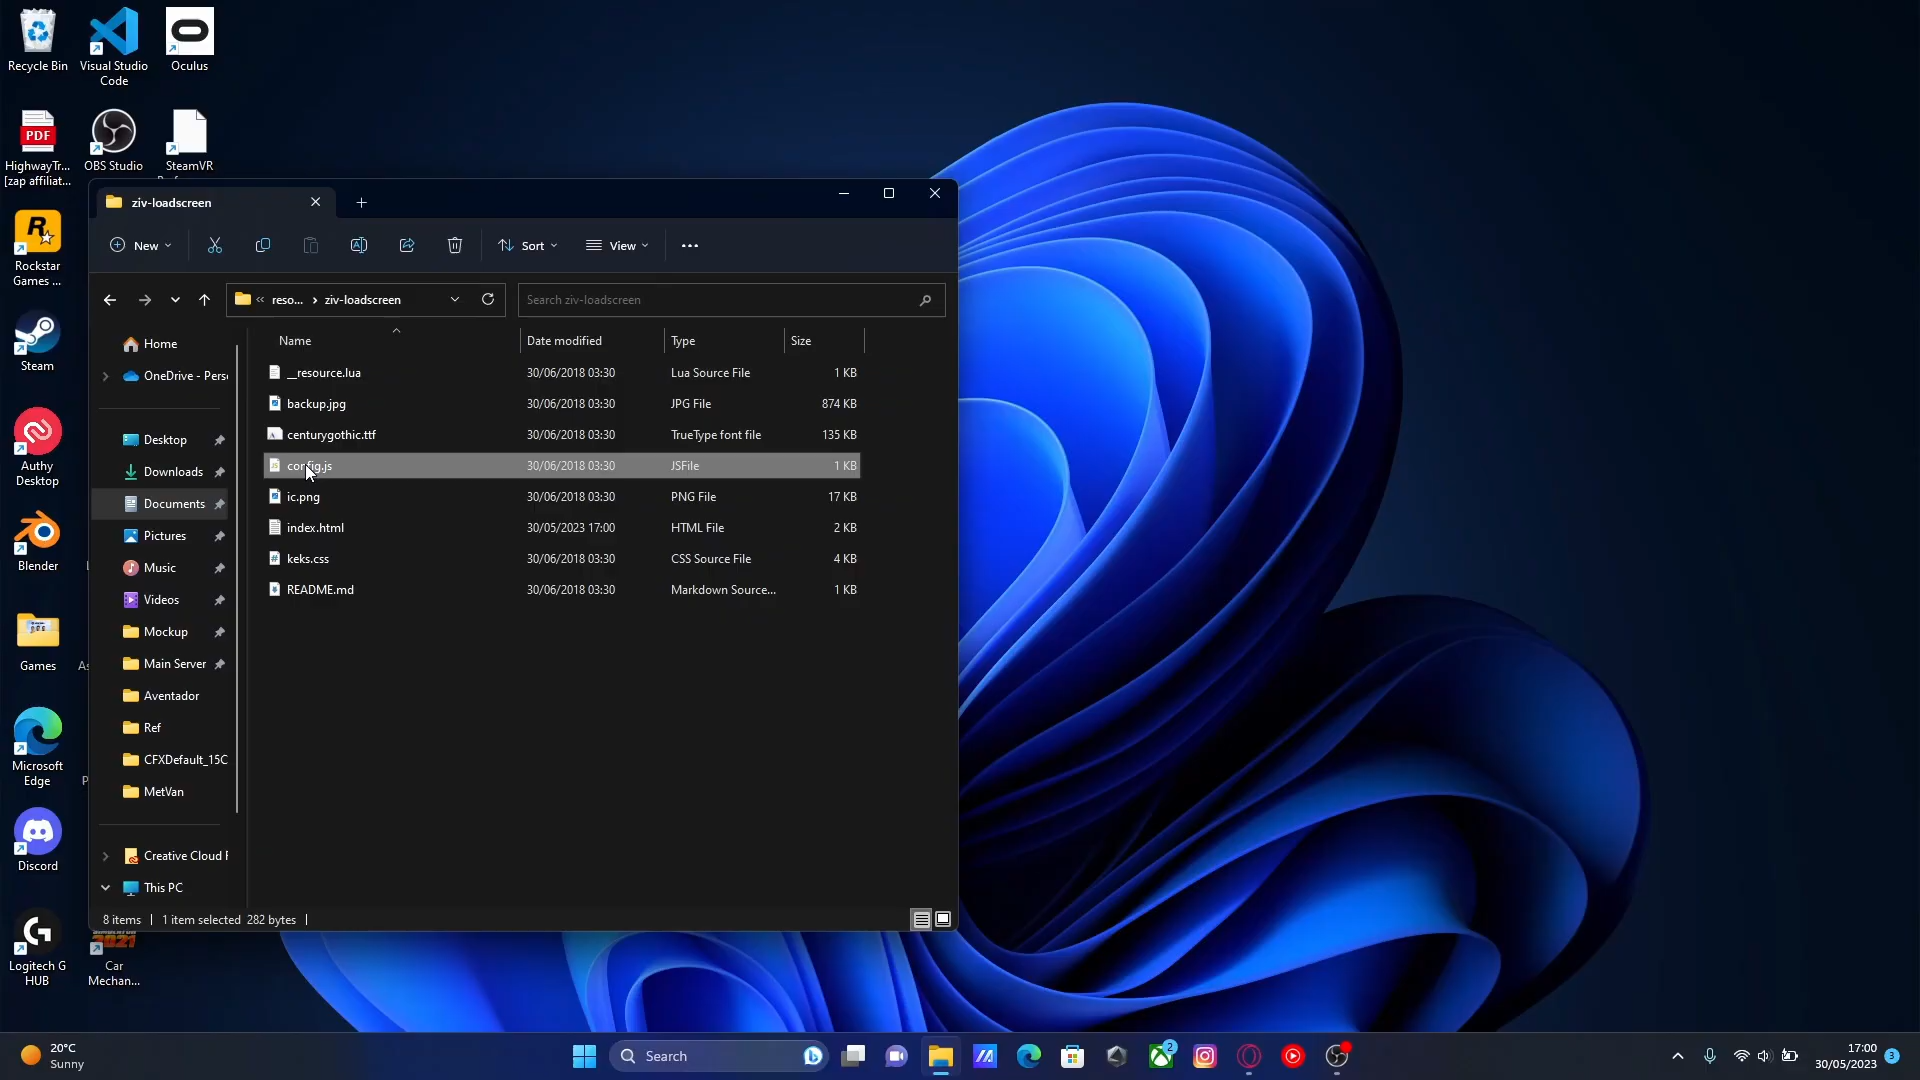 Recycle Bin
Visual Studio
Code
Oculus
PDF
HighwayTr...
[zap affiliat...
OBS Studio
SteamVR
Rockstar
Games ...
Steam
Authy
Desktop
Blender
Games
Microsoft
Edge
Discord
Logitech G
HUB
2021
Car
Mechan...
ziv-loadscreen
New
Sort
View
reso...
ziv-loadscreen
Search ziv-loadscreen
Home
OneDrive - Pers
Desktop
Downloads
Documents
Pictures
Music
Videos
Mockup
Main Server
Aventador
Ref
CFXDefault_15C
MetVan
Creative Cloud F
This PC
Name Date modified Type Size
__resource.lua 30/06/2018 03:30 Lua Source File 1 KB
backup.jpg 30/06/2018 03:30 JPG File 874 KB
centurygothic.ttf 30/06/2018 03:30 TrueType font file 135 KB
config.js 30/06/2018 03:30 JSFile 1 KB
ic.png 30/06/2018 03:30 PNG File 17 KB
index.html 30/05/2023 17:00 HTML File 2 KB
keks.css 30/06/2018 03:30 CSS Source File 4 KB
README.md 30/06/2018 03:30 Markdown Source... 1 KB
8 items 1 item selected 282 bytes
20°C
Sunny
Search
2
17:00
30/05/2023
3